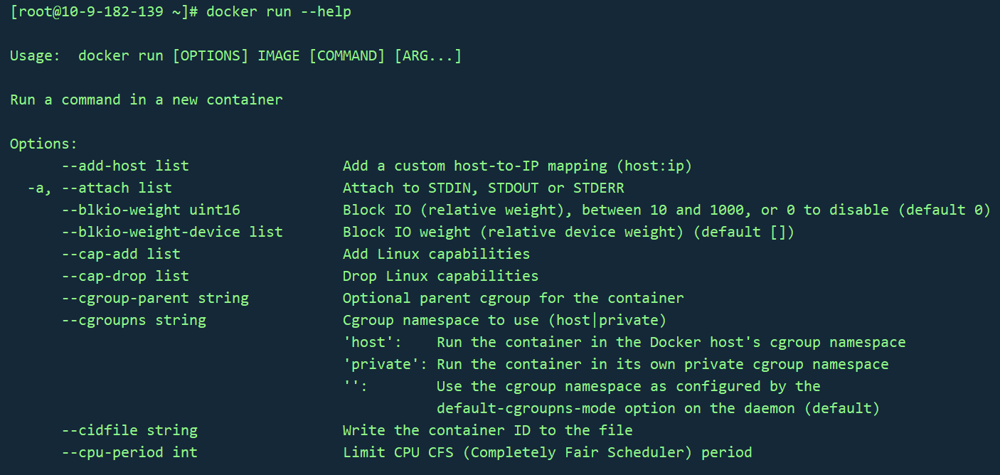 [root@10-9-182-139 ~]# docker run --help
Usage:  docker run [OPTIONS] IMAGE [COMMAND] [ARG...]
Run a command in a new container
Options:
      --add-host list                  Add a custom host-to-IP mapping (host:ip)
  -a, --attach list                    Attach to STDIN, STDOUT or STDERR
      --blkio-weight uint16            Block IO (relative weight), between 10 and 1000, or 0 to disable (default 0)
      --blkio-weight-device list       Block IO weight (relative device weight) (default [])
      --cap-add list                   Add Linux capabilities
      --cap-drop list                  Drop Linux capabilities
      --cgroup-parent string           Optional parent cgroup for the container
      --cgroupns string                Cgroup namespace to use (host|private)
                                       'host':    Run the container in the Docker host's cgroup namespace
                                       'private': Run the container in its own private cgroup namespace
                                       '':        Use the cgroup namespace as configured by the
                                                  default-cgroupns-mode option on the daemon (default)
      --cidfile string                 Write the container ID to the file
      --cpu-period int                 Limit CPU CFS (Completely Fair Scheduler) period